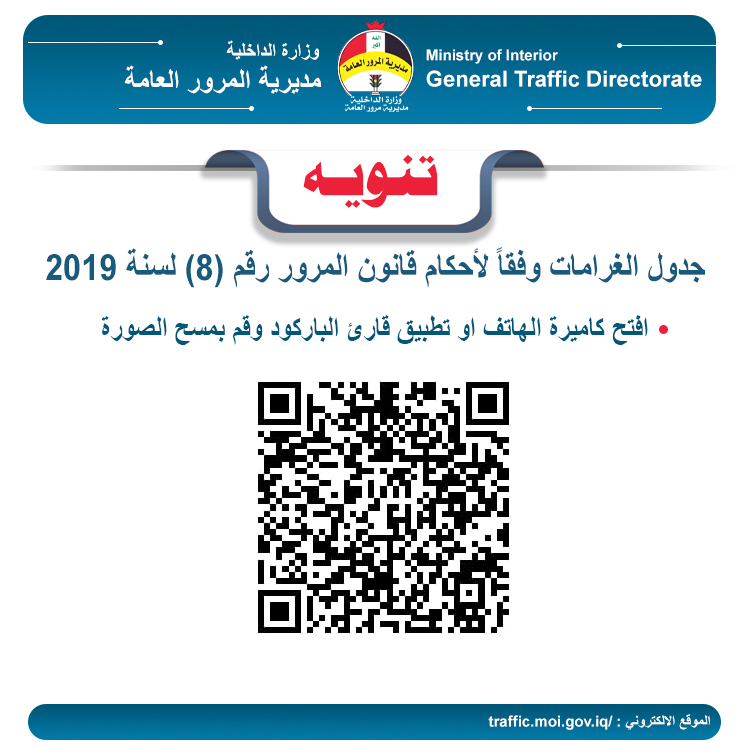 وزارة الداخلية
مديرية المرور العامة
الله
اكبر
مديرية المرور العامة
وزارة الداخلية
مديرية مرور العامة
Ministry of Interior
General Traffic Directorate
تنويه
جدول الغرامات وفقاً لأحكام قانون المرور رقم (8) لسنة 2019
• افتح كاميرة الهاتف او تطبيق قارئ الباركود وقم بمسح الصورة
الموقع الالكتروني : traffic.moi.gov.iq/